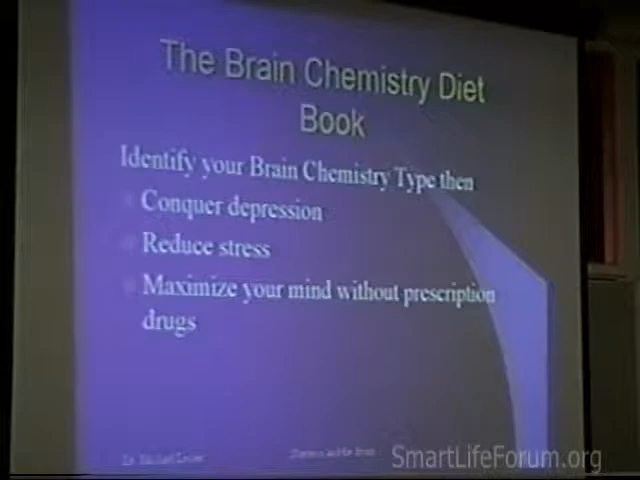 The Brain Chemistry Diet
Book
Identify your Brain Chemistry Type then
Conquer depression
Reduce stress
Maximize your mind without prescription
drugs
SmartLifeForum.org